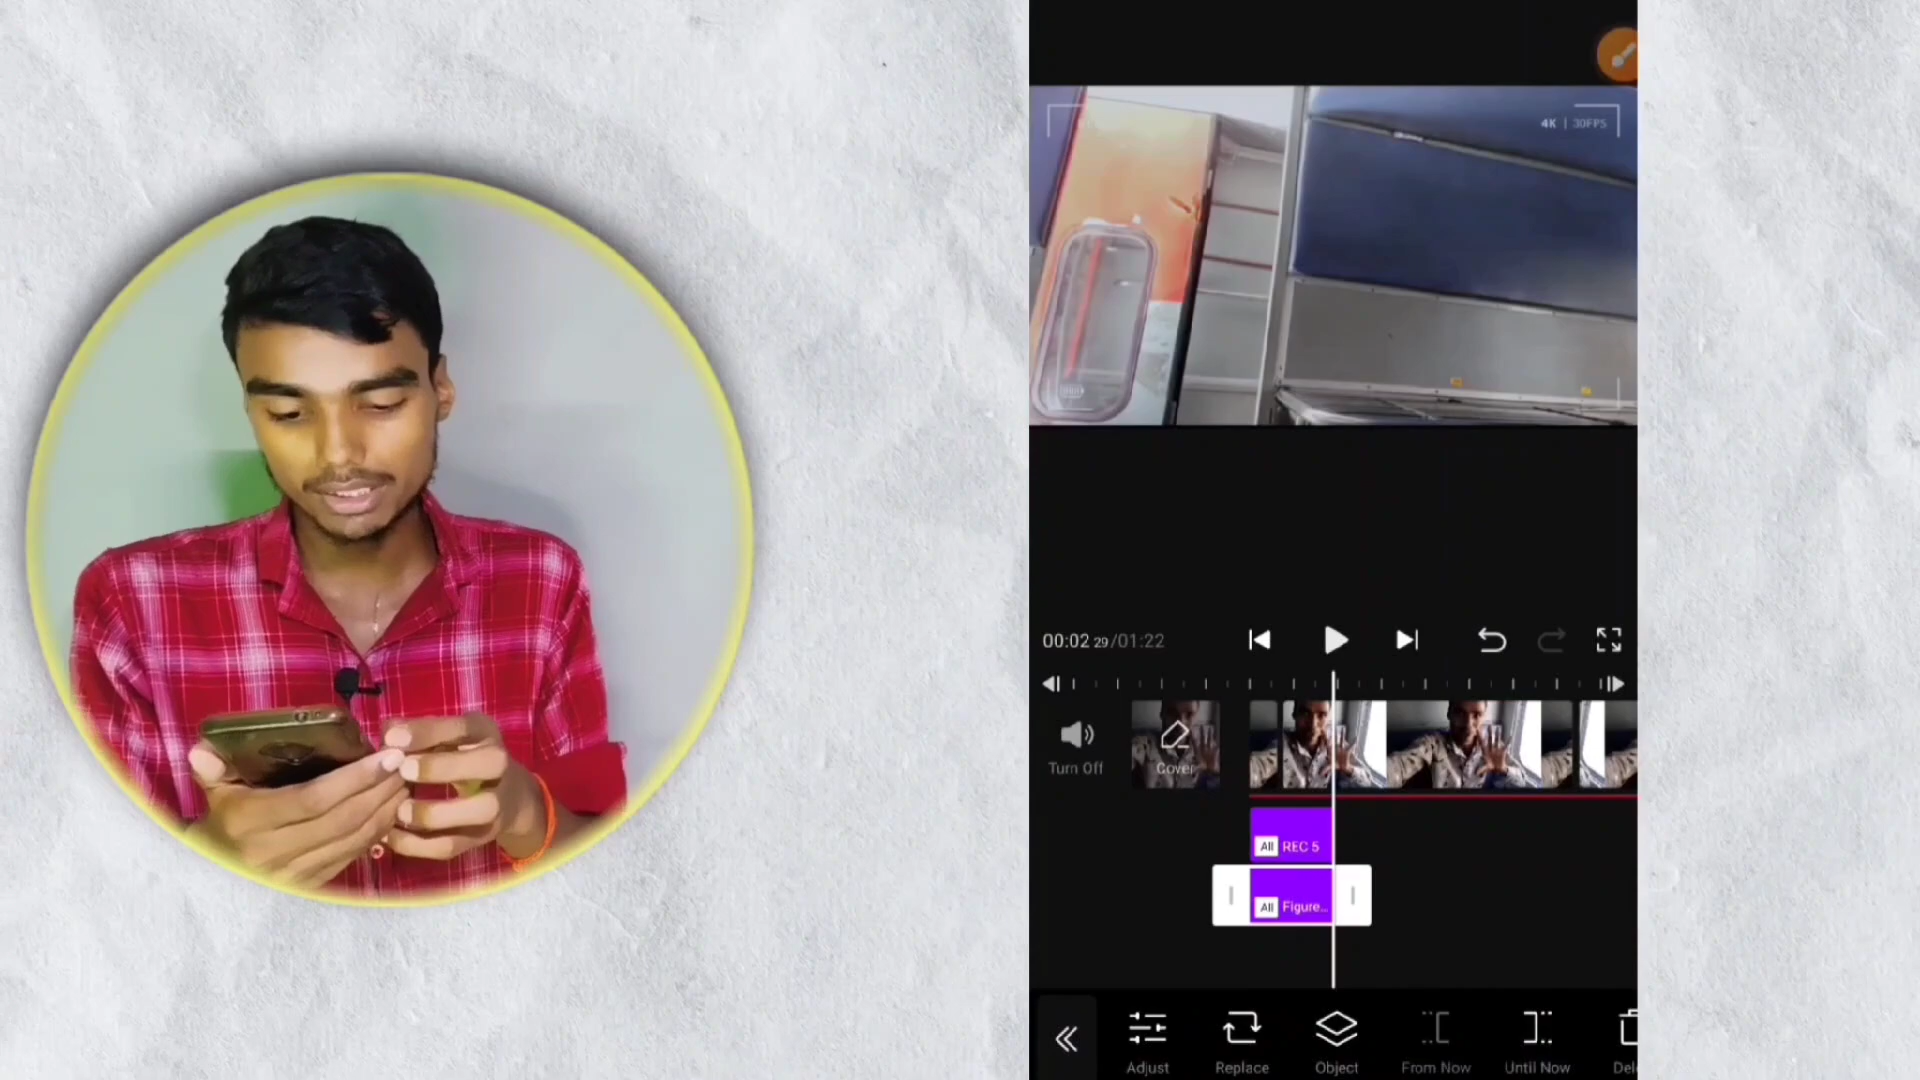 4K | 30FPS
00:02 29/01:22
Turn Off
Cover
All REC 5
All Figure...
Adjust
Replace
Object
From Now
Until Now
Del